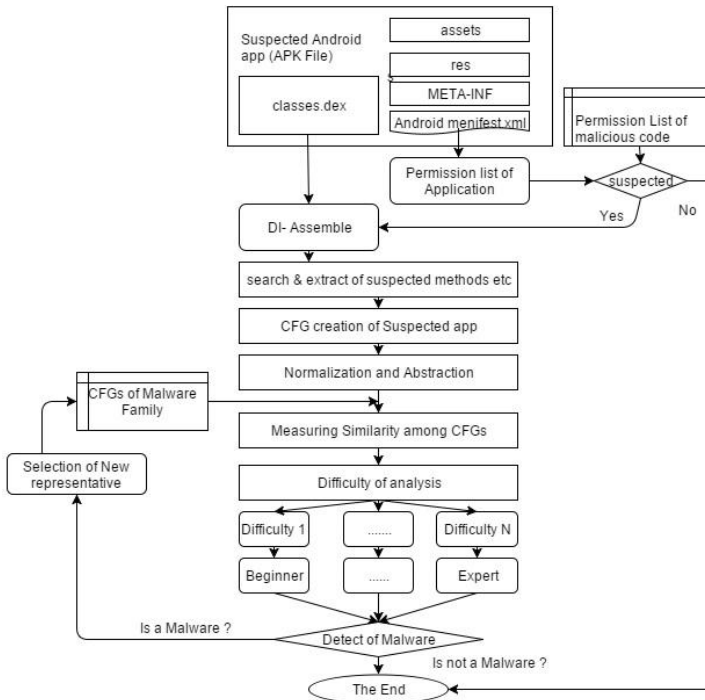 assets
Suspected Android
app (APK File)
res
s
META-INF
classes.dex
Android menifest.xml
Permission List of
malicious code
Permission list of
Application
suspected
Yes
No
DI- Assemble
search & extract of suspected methods etc
CFG creation of Suspected app
Normalization and Abstraction
CFGs of Malware
Family
Measuring Similarity among CFGs
Selection of New
representative
Difficulty of analysis
Difficulty 1
.......
Difficulty N
Beginner
......
Expert
Is a Malware ?
Detect of Malware
Is not a Malware ?
The End